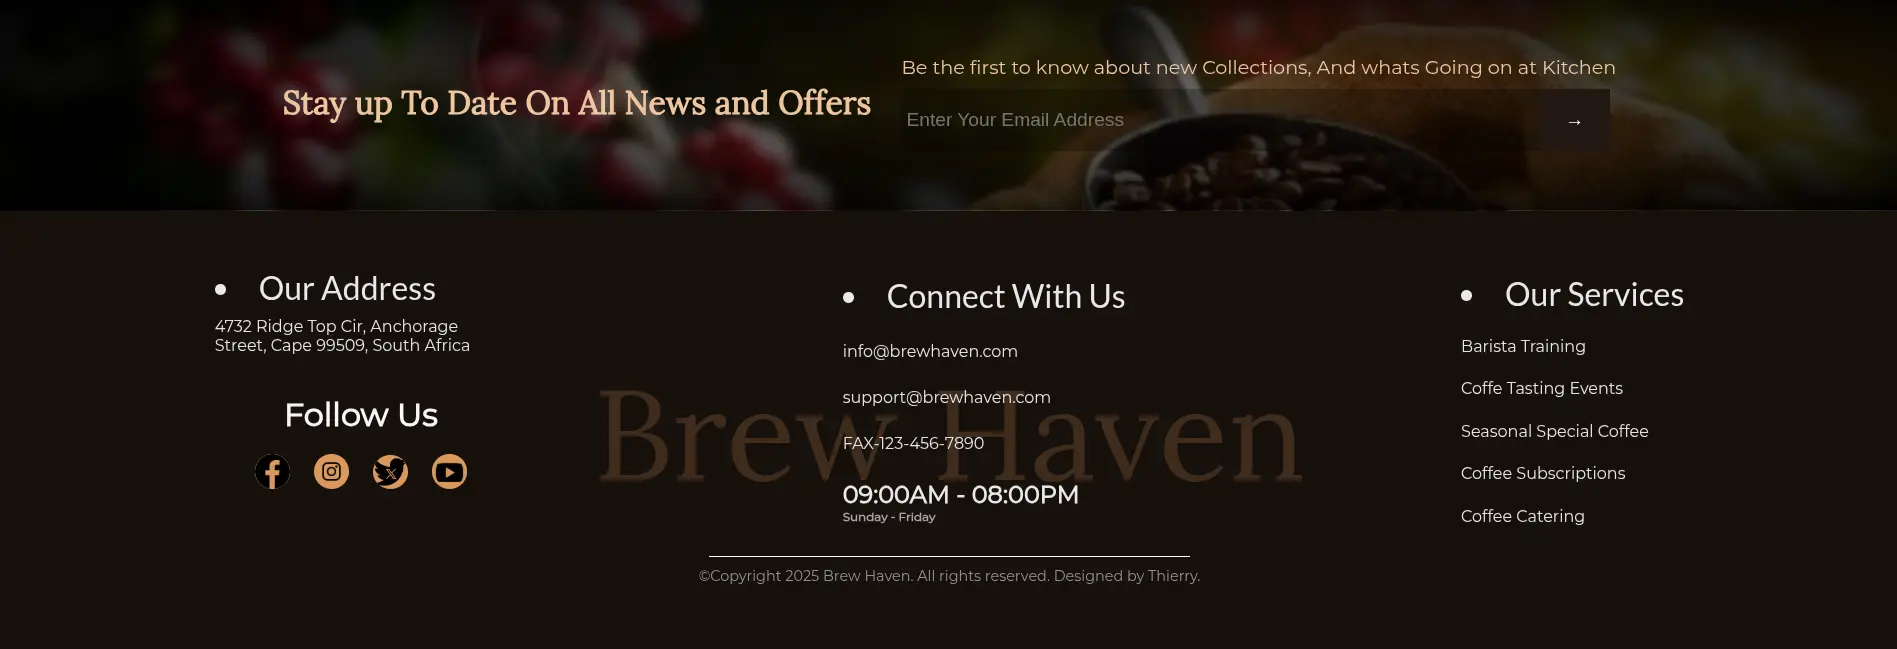 Stay up To Date On All News and Offers
Be the first to know about new Collections, And whats Going on at Kitchen
Enter Your Email Address
→
Our Address
4732 Ridge Top Cir, Anchorage
Street, Cape 99509, South Africa
Follow Us
Connect With Us
info@brewhaven.com
support@brewhaven.com
FAX-123-456-7890
09:00AM - 08:00PM
Sunday - Friday
Brew Haven
Our Services
Barista Training
Coffe Tasting Events
Seasonal Special Coffee
Coffee Subscriptions
Coffee Catering
©Copyright 2025 Brew Haven. All rights reserved. Designed by Thierry.